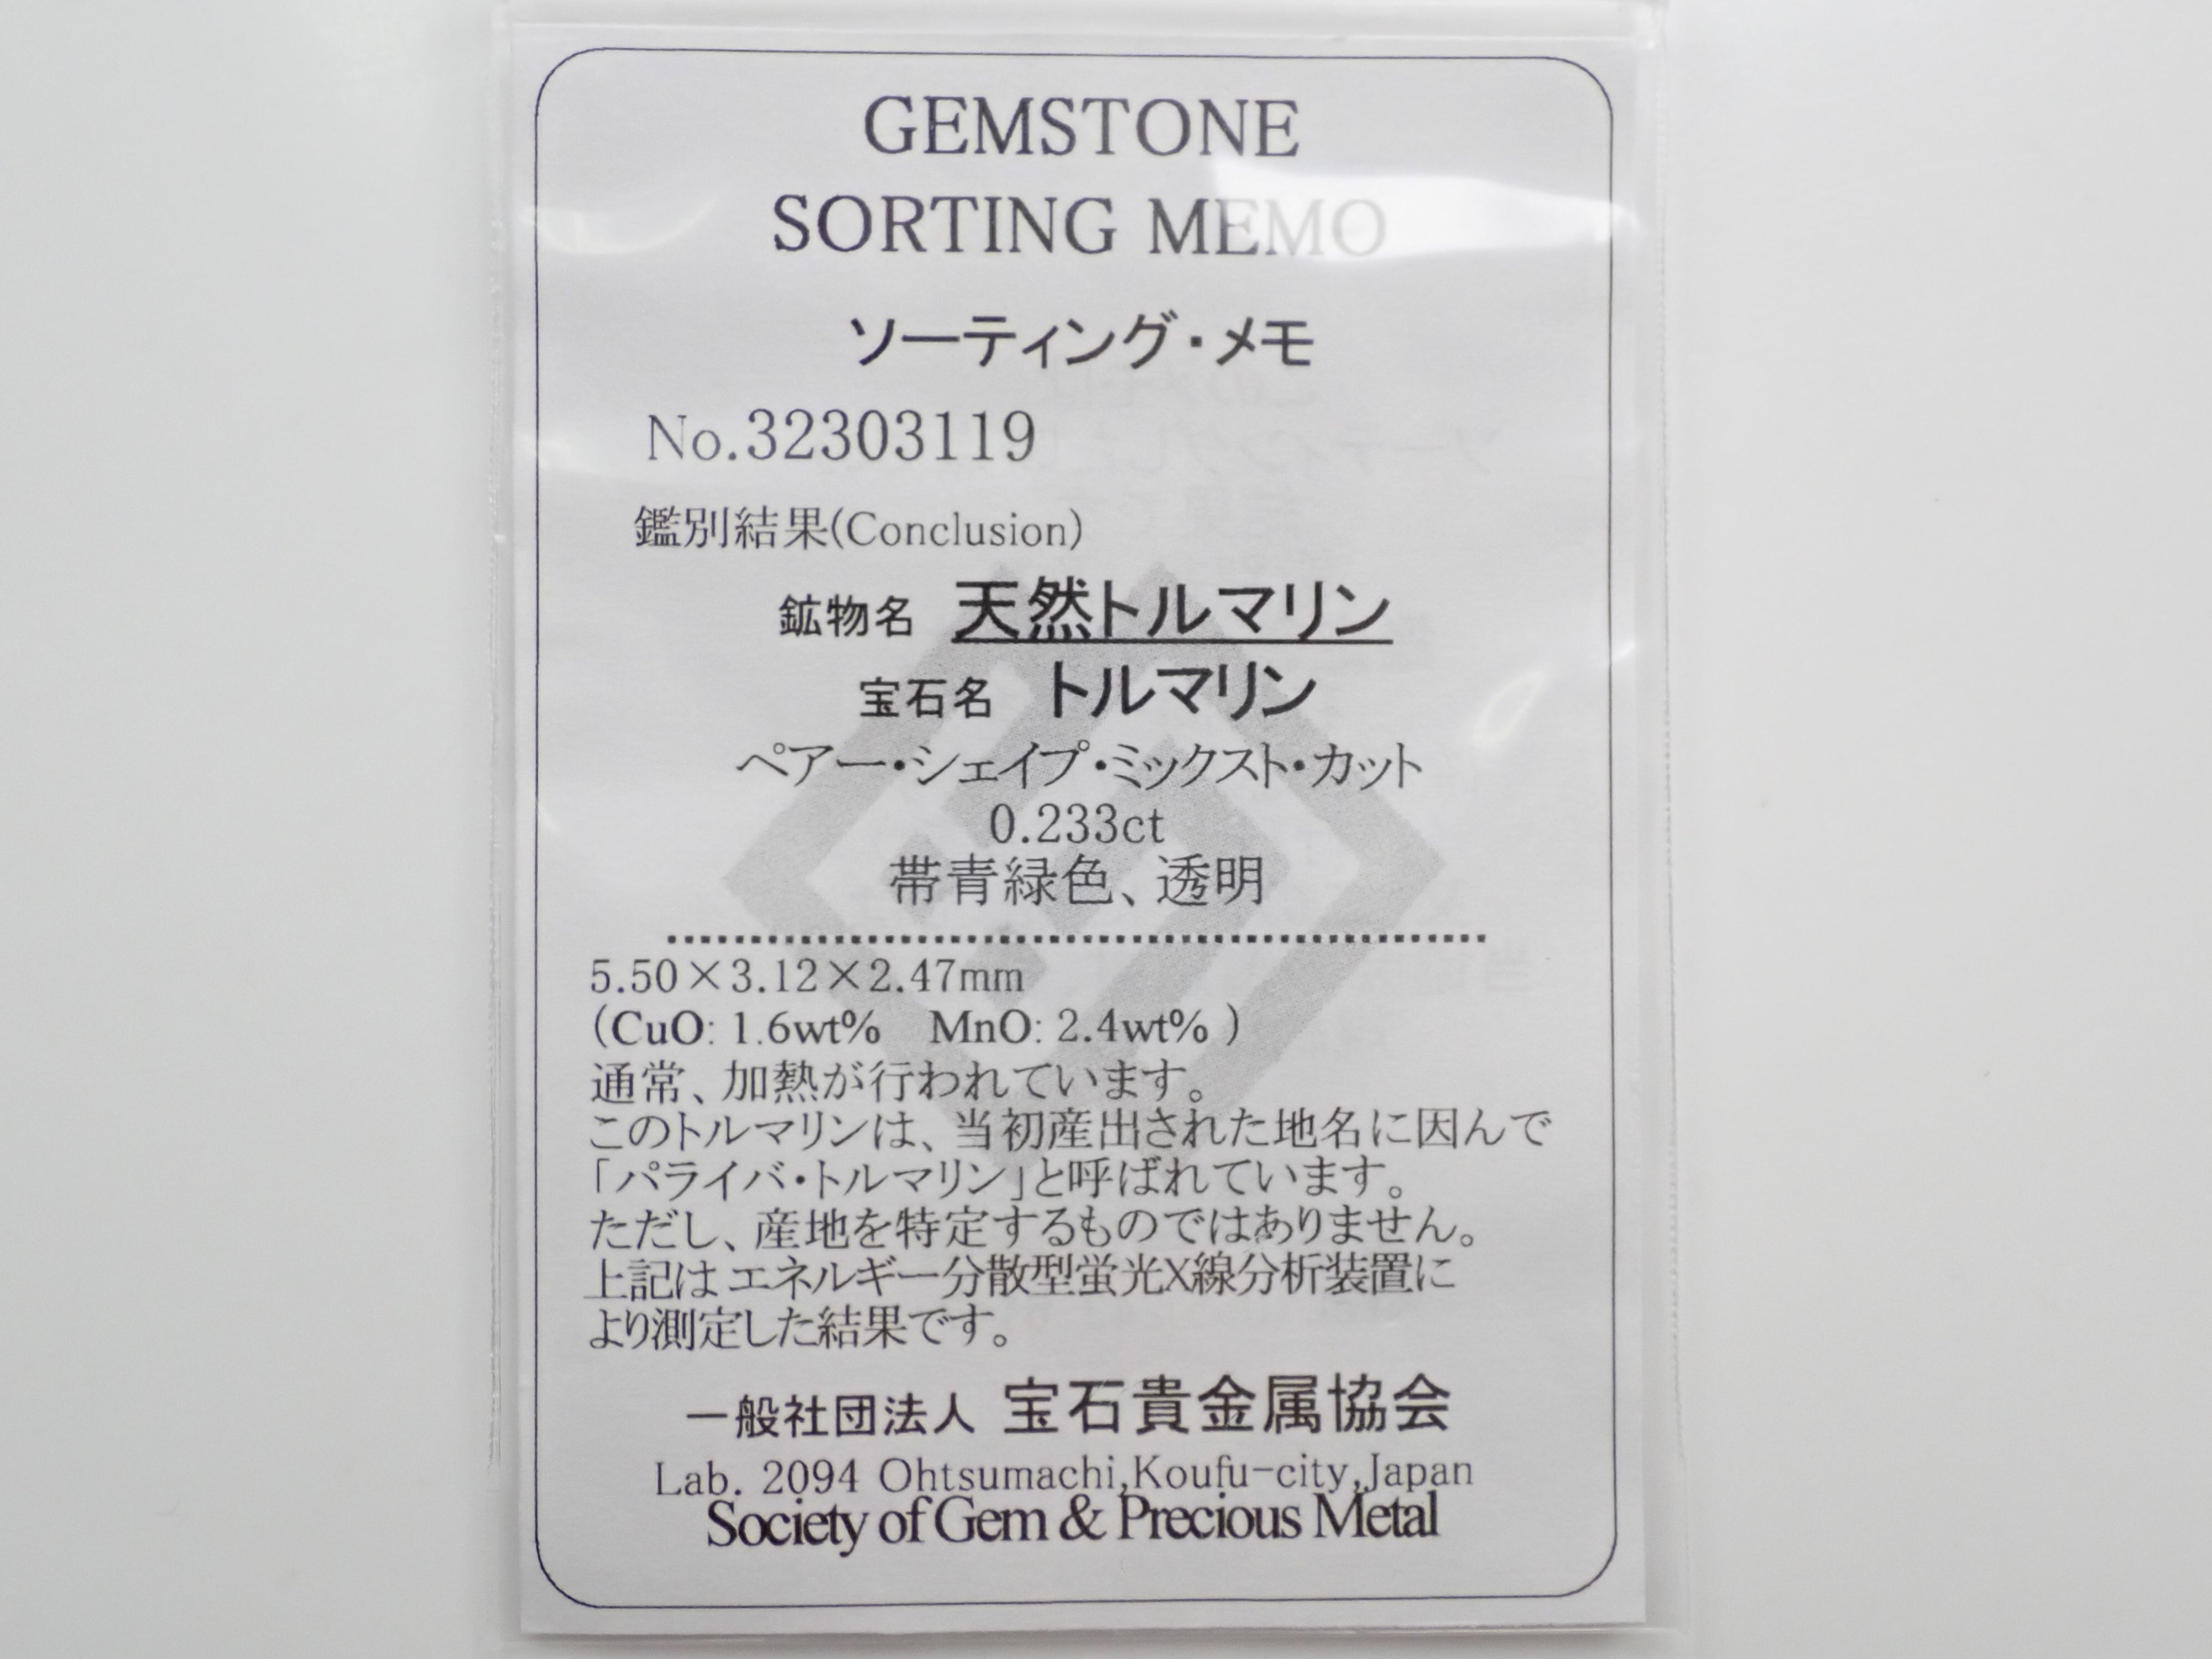 GEMSTONE
SORTING MEMO
ソーティング・メモ
No.32303119
鑑別結果(Conclusion)
鉱物名 天然トルマリン
宝石名 トルマリン
ペアー・シェイプ・ミックスト・カット
0.233ct
帯青緑色、透明
5.50×3.12×2.47mm
(CuO: 1.6wt% MnO: 2.4wt% )
通常、加熱が行われています。
このトルマリンは、当初産出された地名に因んで
「パライバ・トルマリン」と呼ばれています。
ただし、産地を特定するものではありません。
上記はエネルギー分散型蛍光X線分析装置に
より測定した結果です。
一般社団法人 宝石貴金属協会
Lab. 2094 Ohtsumachi,Koufu-city,Japan
Society of Gem & Precious Metal